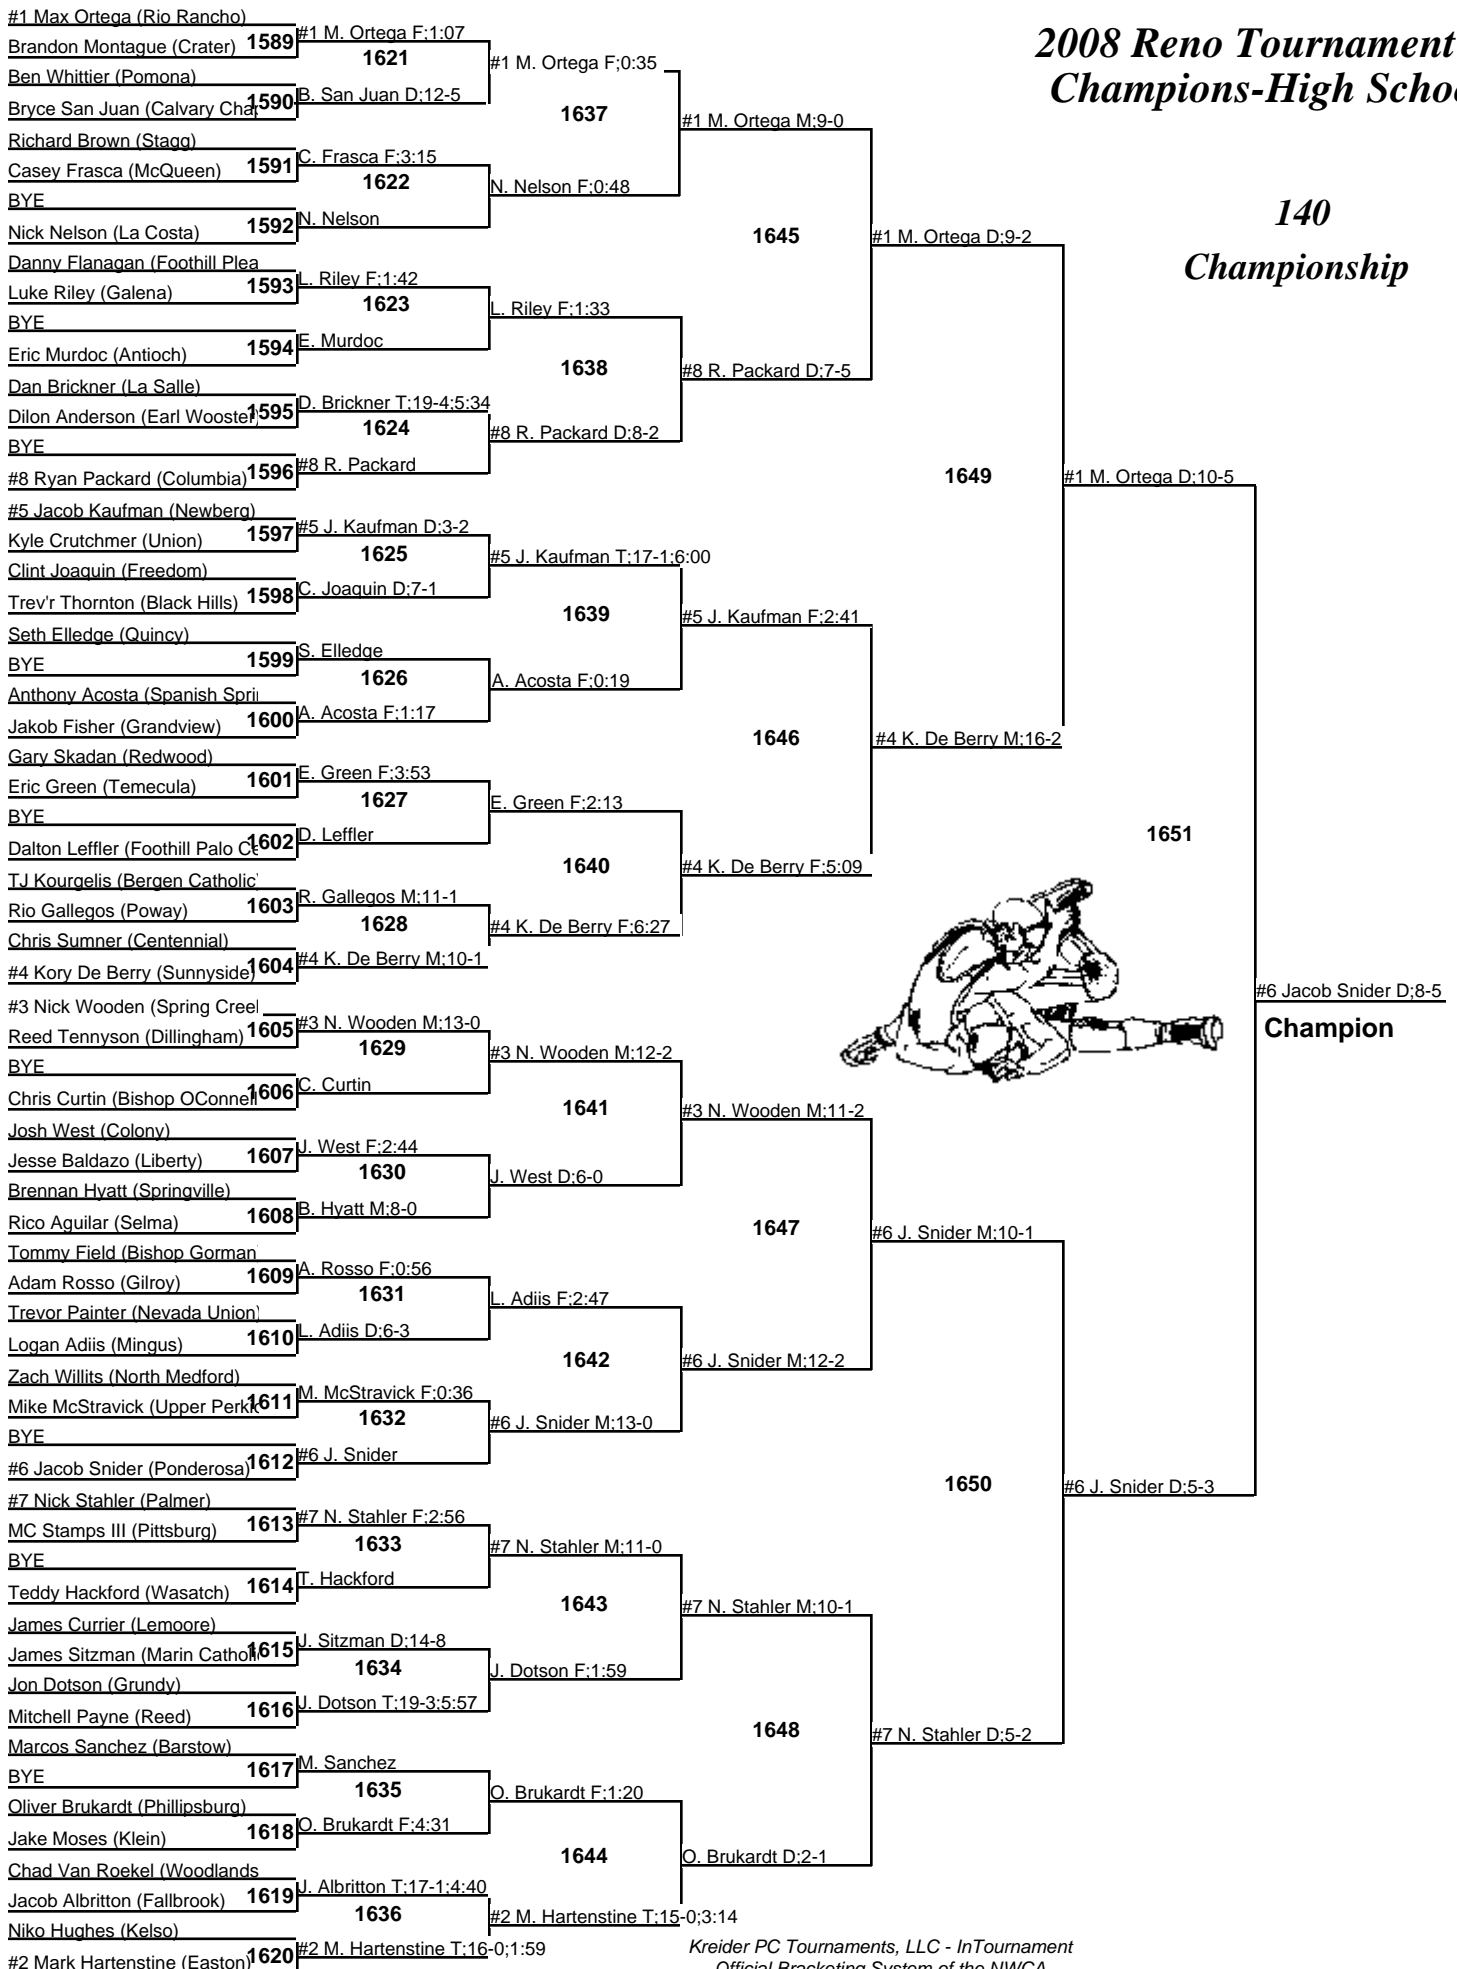 2008 Reno Tournament
Champions-High Schoo
140
Championship
#1 Max Ortega (Rio Rancho)
Brandon Montague (Crater)
1589
Ben Whittier (Pomona)
Bryce San Juan (Calvary Cha
1590
Richard Brown (Stagg)
Casey Frasca (McQueen)
1591
BYE
Nick Nelson (La Costa)
1592
Danny Flanagan (Foothill Plea
Luke Riley (Galena)
1593
BYE
Eric Murdoc (Antioch)
1594
Dan Brickner (La Salle)
Dilon Anderson (Earl Wooster)
1595
BYE
#8 Ryan Packard (Columbia)
1596
#5 Jacob Kaufman (Newberg)
Kyle Crutchmer (Union)
1597
Clint Joaquin (Freedom)
Trev'r Thornton (Black Hills)
1598
Seth Elledge (Quincy)
BYE
1599
Anthony Acosta (Spanish Spri
Jakob Fisher (Grandview)
1600
Gary Skadan (Redwood)
Eric Green (Temecula)
1601
BYE
Dalton Leffler (Foothill Palo Ce
1602
TJ Kourgelis (Bergen Catholic)
Rio Gallegos (Poway)
1603
Chris Sumner (Centennial)
#4 Kory De Berry (Sunnyside)
1604
#3 Nick Wooden (Spring Creek
Reed Tennyson (Dillingham)
1605
BYE
Chris Curtin (Bishop OConnell
1606
Josh West (Colony)
Jesse Baldazo (Liberty)
1607
Brennan Hyatt (Springville)
Rico Aguilar (Selma)
1608
Tommy Field (Bishop Gorman)
Adam Rosso (Gilroy)
1609
Trevor Painter (Nevada Union)
Logan Adiis (Mingus)
1610
Zach Willits (North Medford)
Mike McStravick (Upper Perkio
1611
BYE
#6 Jacob Snider (Ponderosa)
1612
#7 Nick Stahler (Palmer)
MC Stamps III (Pittsburg)
1613
BYE
Teddy Hackford (Wasatch)
1614
James Currier (Lemoore)
James Sitzman (Marin Catholi
1615
Jon Dotson (Grundy)
Mitchell Payne (Reed)
1616
Marcos Sanchez (Barstow)
BYE
1617
Oliver Brukardt (Phillipsburg)
Jake Moses (Klein)
1618
Chad Van Roekel (Woodlands
Jacob Albritton (Fallbrook)
1619
Niko Hughes (Kelso)
#2 Mark Hartenstine (Easton)
1620
#1 M. Ortega F;1:07
1621
B. San Juan D;12-5
C. Frasca F;3:15
1622
N. Nelson
L. Riley F;1:42
1623
E. Murdoc
D. Brickner T;19-4;5:34
1624
#8 R. Packard
#5 J. Kaufman D;3-2
1625
C. Joaquin D;7-1
S. Elledge
1626
A. Acosta F;1:17
E. Green F;3:53
1627
D. Leffler
R. Gallegos M;11-1
1628
#4 K. De Berry M;10-1
#3 N. Wooden M;13-0
1629
C. Curtin
J. West F;2:44
1630
B. Hyatt M;8-0
A. Rosso F;0:56
1631
L. Adiis D;6-3
M. McStravick F;0:36
1632
#6 J. Snider
#7 N. Stahler F;2:56
1633
T. Hackford
J. Sitzman D;14-8
1634
J. Dotson T;19-3;5:57
M. Sanchez
1635
O. Brukardt F;4:31
J. Albritton T;17-1;4:40
1636
#2 M. Hartenstine T;16-0;1:59
#1 M. Ortega F;0:35
1637
N. Nelson F;0:48
L. Riley F;1:33
1638
#8 R. Packard D;8-2
#5 J. Kaufman T;17-1;6:00
1639
A. Acosta F;0:19
E. Green F;2:13
1640
#4 K. De Berry F;6:27
#3 N. Wooden M;12-2
1641
J. West D;6-0
L. Adiis F;2:47
1642
#6 J. Snider M;13-0
#7 N. Stahler M;11-0
1643
J. Dotson F;1:59
O. Brukardt F;1:20
1644
#2 M. Hartenstine T;15-0;3:14
#1 M. Ortega M;9-0
1645
#8 R. Packard D;7-5
#5 J. Kaufman F;2:41
1646
#4 K. De Berry F;5:09
#3 N. Wooden M;11-2
1647
#6 J. Snider M;12-2
#7 N. Stahler M;10-1
1648
O. Brukardt D;2-1
#1 M. Ortega D;9-2
1649
#4 K. De Berry M;16-2
#6 J. Snider M;10-1
1650
#7 N. Stahler D;5-2
#1 M. Ortega D;10-5
1651
#6 J. Snider D;5-3
#6 Jacob Snider D;8-5
Champion
Kreider PC Tournaments, LLC - InTournament
Official Bracketing System of the NWCA